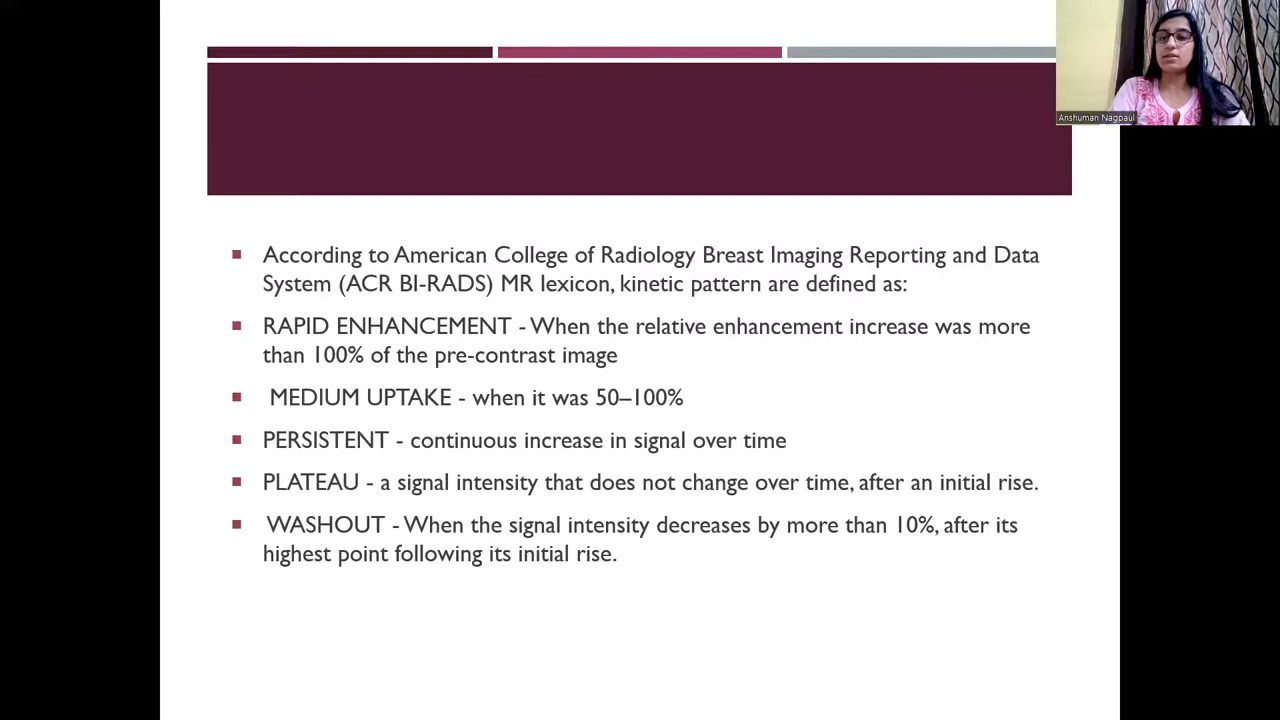 Anshuman Nagpaul
According to American College of Radiology Breast Imaging Reporting and Data
System (ACR BI-RADS) MR lexicon, kinetic pattern are defined as:
RAPID ENHANCEMENT - When the relative enhancement increase was more
than 100% of the pre-contrast image
MEDIUM UPTAKE - when it was 50–100%
PERSISTENT - continuous increase in signal over time
PLATEAU - a signal intensity that does not change over time, after an initial rise.
WASHOUT - When the signal intensity decreases by more than 10%, after its
highest point following its initial rise.